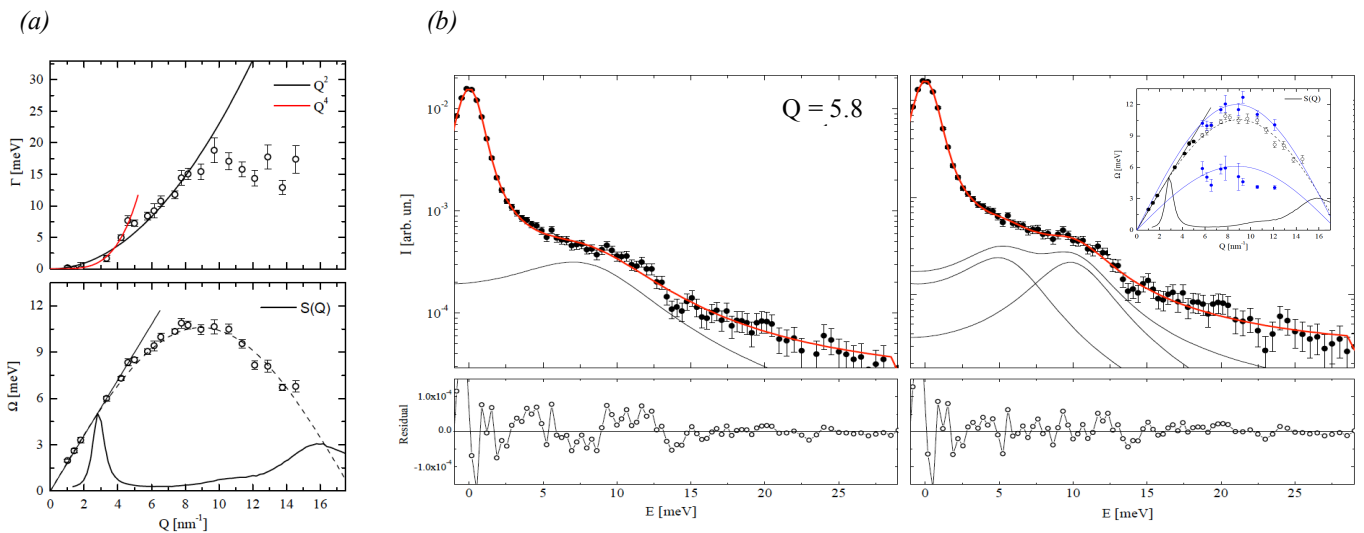 (a)
(b)
30
25
20
15
10
5
0
Γ [meV]
Q²
Q⁴
12
9
6
3
0
Ω [meV]
S(Q)
0 2 4 6 8 10 12 14 16
Q [nm⁻¹]
10⁻²
10⁻³
10⁻⁴
I [arb. un.]
Q = 5.8
1.0x10⁻⁴
0.0
-1.0x10⁻⁴
Residual
0 5 10 15 20 25
E [meV]
12
9
6
3
0
Ω [meV]
S(Q)
0 2 4 6 8 10 12 14 16
Q [nm⁻¹]
0 5 10 15 20 25
E [meV]